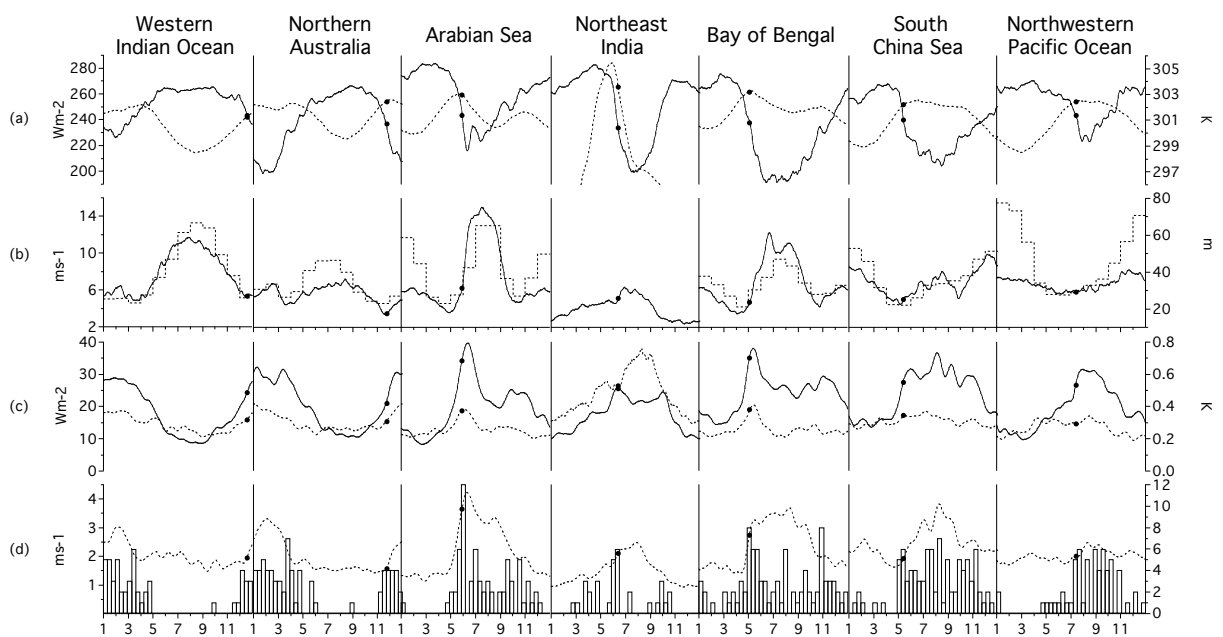 Western Indian Ocean
Northern Australia
Arabian Sea
Northeast India
Bay of Bengal
South China Sea
Northwestern Pacific Ocean
(a)
Wm-2
280
260
240
220
200
305
303
301
299
297
K
(b)
ms-1
14
10
6
2
80
60
40
20
m
(c)
Wm-2
40
30
20
10
0
0.8
0.6
0.4
0.2
0.0
K
(d)
ms-1
4
3
2
1
12
10
8
6
4
2
0
1 3 5 7 9 11 1 3 5 7 9 11 1 3 5 7 9 11 1 3 5 7 9 11 1 3 5 7 9 11 1 3 5 7 9 11 1 3 5 7 9 11